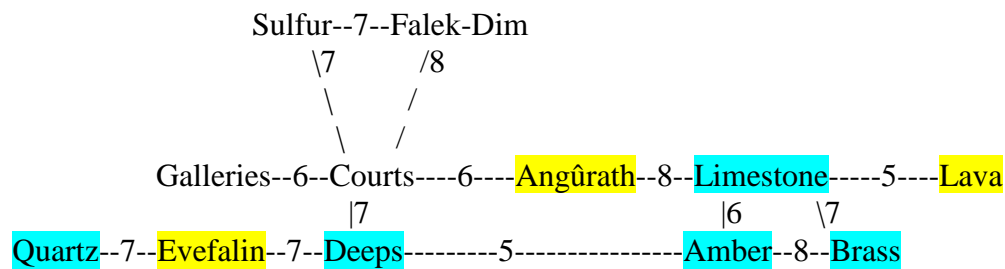 Sulfur--7--Falek-Dim
\7 /8
\ /
\ /
Galleries--6--Courts----6----Angûrath--8--Limestone-----5----Lava
|7 |6 \7
Quartz--7--Evefalin--7--Deeps---------5----------------Amber--8--Brass